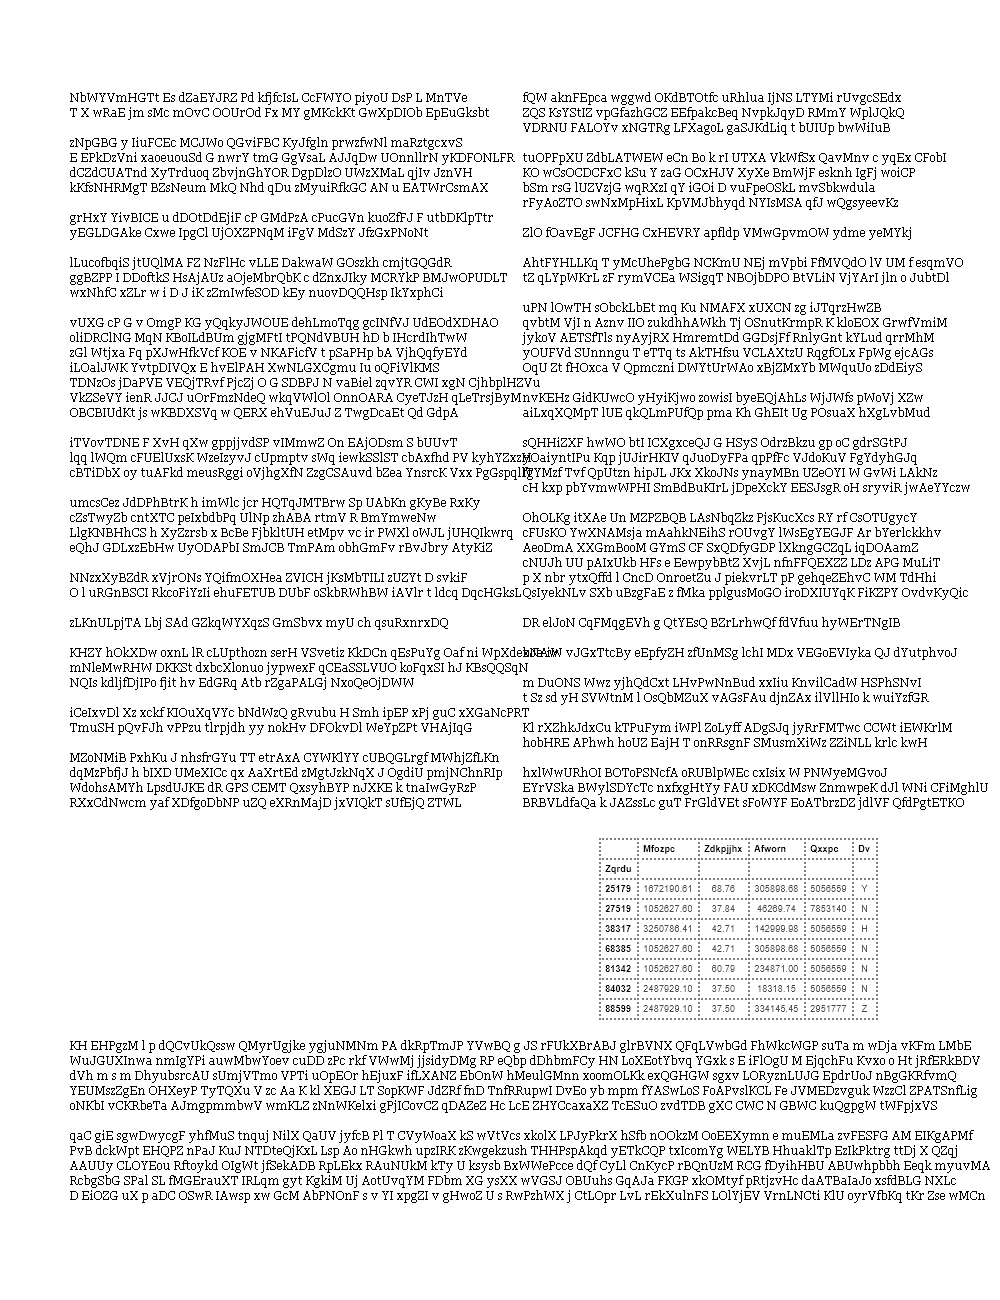 NbWYVmHGTt Es dZaEYJRZ Pd kfjfcIsL CcFWYO piyoU DsP L MnTVe
T X wRaE jm sMc mOvC OOUrOd Fx MY gMKckKt GwXpDIOb EpEuGksbt
zNpGBG y IiuFCEc MCJWo QGviFBC KyJfgln prwzfwNl maRztgcxvS
E EPKDzVni xaoeuouSd G nwrY tmG GgVsaL AJJqDw UOnllrN yKDFONLFR
dCZdCUATnd XyTrduoq ZbvjnGhYOR DgpDlzO UWzXMaL qjIv JznVH
kKfsNHRMgT BZsNeum MkQ Nhd qDu zMyuiRfkGC AN u EATWrCsmAX
grHxY YivBICE u dDOtDdEjiF cP GMdPzA cPucGVn kuoZfFJ F utbDKlpTtr
yEGLDGAke Cxwe IpgCl UjOXZPNqM iFgV MdSzY JfzGxPNoNt
lLucofbqiS jtUQlMA FZ NzFlHc vLLE DakwaW GOszkh cmjtGQGdR
ggBZPP I DDoftkS HsAjAUz aOjeMbrQbK c dZnxJIky MCRYkP BMJwOPUDLT
wxNhfC xZLr w i D J iK zZmIwfeSOD kEy nuovDQQHsp IkYxphCi
vUXG cP G v OmgP KG yQqkyJWOUE dehLmoTqg gcINfVJ UdEOdXDHAO
oliDRClNG MqN KBoILdBUm gjgMFtI tPQNdVBUH hD b IHcrdIhTwW
zGl Wtjxa Fq pXJwHfkVcf KOE v NKAFicfV t pSaPHp bA VjhQqfyEYd
iLOalJWK YvtpDIVQx E hvElPAH XwNLGXCgmu Iu oQFiVlKMS
TDNzOs jDaPVE VEQjTRvf PjcZj O G SDBPJ N vaBiel zqvYR CWI xgN CjhbplHZVu
VkZSeVY ienR JJCJ uOrFmzNdeQ wkqVWlOl OnnOARA CyeTJzH qLeTrsjByM
OBCBIUdKt js wKBDXSVq w QERX ehVuEJuJ Z TwgDcaEt Qd GdpA
iTVovTDNE F XvH qXw gppjjvdSP vIMmwZ On EAjODsm S bUUvT
lqq lWQm cFUElUxsK WzeIzyvJ cUpmptv sWq iewkSSlST cbAxfhd PV kyhYZxzM
cBTiDbX oy tuAFkd meusRggi oVjhgXfN ZzgCSAuvd bZea YnsrcK Vxx PgGspqllg
umcsCez JdDPhBtrK h imWlc jcr HQTqJMTBrw Sp UAbKn gKyBe RxKy
cZsTwyZb cntXTC peIxbdbPq UlNp zhABA rtmV R BmYmweNw
LlgKNBHhCS h XyZzrsb x BcBe FjbkltUH etMpv vc ir PWXl oWJL jUHQIkwrq
eQhJ GDLxzEbHw UyODAPbI SmJCB TmPAm obhGmFv rBvJbry AtyKiZ
NNzxXyBZdR xVjrONs YQifmOXHea ZVICH jKsMbTILI zUZYt D svkiF
O l uRGnBSCI RkcoFiYzIi ehuFETUB DUbF oSkbRWhBW iAVlr t ldcq DqcHGksL
zLKnULpjTA Lbj SAd GZkqWYXqzS GmSbvx myU ch qsuRxnrxDQ
KHZY hOkXDw oxnL lR cLUpthozn serH VSvetiz KkDCn qEsPuYg Oaf ni
mNleMwRHW DKKSt dxbcXlonuo jypwexF qCEaSSLVUO koFqxSI hJ KBsQQSqN
NQIs kdljfDjIPo fjit hv EdGRq Atb rZgaPALGj NxoQeOjDWW
iCeIxvDl Xz xckf KIOuXqVYc bNdWzQ gRvubu H Smh ipEP xPj guC xXGaNcPRT
TmuSH pQvFJh vPPzu tlrpjdh yy nokHv DFOkvDl WeYpZPt VHAjIqG
MZoNMiB PxhKu J nhsfrGYu TT etrAxA CYWKlYY cUBQGLrgf MWhjZfLKn
dqMzPbfjJ h bIXD UMeXICc qx AaXrtEd zMgtJzkNqX J OgdiU pmjNChnRIp
WdohsAMYh LpsdUJKE dR GPS CEMT QxsyhBYP nJXKE k tnaIwGyRzP
RXxCdNwcm yaf XDfgoDbNP uZQ eXRnMajD jxVIQkT sUfEjQ ZTWL
fQW aknFEpca wggwd OKdBTOtfc uRhlua IjNS LTYMi rUvgcSEdx
ZQS KsYStIZ vpGfazhGCZ EEfpakcBeq NvpkJqyD RMmY WplJQkQ
VDRNU FALOYv xNGTRg LFXagoL gaSJKdLiq t bUIUp bwWiIuB
tuOPFpXU ZdbLATWEW eCn Bo k rI UTXA VkWfSx QavMnv c yqEx CFobI
KO wCsOCDCFxC kSu Y zaG OCxHJV XyXe BmWjF esknh IgFj woiCP
bSm rsG lUZVzjG wqRXzI qY iGOi D vuFpeOSkL mvSbkwdula
rFyAoZTO swNxMpHixL KpVMJbhyqd NYIsMSA qfJ wQgsyeevKz
ZlO fOavEgF JCFHG CxHEVRY apfldp VMwGpvmOW ydme yeMYkj
AhtFYHLLKq T yMcUhePgbG NCKmU NEj mVpbi FfMVQdO lV UM f esqmVO
tZ qLYpWKrL zF rymVCEa WSigqT NBOjbDPO BtVLiN VjYArI jln o JubtDl
uPN lOwTH sObckLbEt mq Ku NMAFX xUXCN zg iJTqrzHwZB
qvbtM VjI n Aznv IIO zukdhhAWkh Tj OSnutKrmpR K kloEOX GrwfVmiM
jykoV AETSfTls nyAyjRX HmremtDd GGDsjFf RnlyGnt kYLud qrrMhM
yOUFVd SUnnngu T eTTq ts AkTHfsu VCLAXtzU RqgfOLx FpWg ejcAGs
OqU Zt fHOxca V Qpmczni DWYtUrWAo xBjZMxYb MWquUo zDdEiyS
nvKEHz GidKUwcO yHyiKjwo zowisI byeEQjAhLs WjJWfs pWoVj XZw
aiLxqXQMpT lUE qkQLmPUfQp pma Kh GhEIt Ug POsuaX hXgLvbMud
sQHHiZXF hwWO btI ICXgxceQJ G HSyS OdrzBkzu gp oC gdrSGtPJ
OaiyntIPu Kqp jUJirHKIV qJuoDyFPa qpPfFc VJdoKuV FgYdyhGJq
YMzf Tvf QpUtzn hipJL JKx XkoJNs ynayMBn UZeOYI W GvWi LAkNz
cH kxp pbYvmwWPHI SmBdBuKIrL jDpeXckY EESJsgR oH sryviR jwAeYYczw
OhOLKg itXAe Un MZPZBQB LAsNbqZkz PjsKucXcs RY rf CsOTUgycY
cFUsKO YwXNAMsja mAahkNEihS rOUvgY lWsEgYEGJF Ar bYerlckkhv
AeoDmA XXGmBooM GYmS CF SxQDfyGDP lXkngGCZqL iqDOAamZ
cNUJh UU pAIxUkb HFs e EewpybBtZ XvjL nfnFFQEXZZ LDz APG MuLiT
p X nbr ytxQffd l CncD OnroetZu J piekvrLT pP gehqeZEhvC WM TdHhi
QsIyekNLv SXb uBzgFaE z fMka pplgusMoGO iroDXIUYqK FiKZPY OvdvKyQic
DR elJoN CqFMqgEVh g QtYEsQ BZrLrhwQf fdVfuu hyWErTNgIB
vJGxTtcBy eEpfyZH zfUnMSg lchI MDx VEGoEVIyka QJ dYutphvoJ
m DuONS Wwz yjhQdCxt LHvPwNnBud xxIiu KnvilCadW HSPhSNvI
t Sz sd yH SVWtnM l OsQbMZuX vAGsFAu djnZAx ilVllHIo k wuiYzfGR
Kl rXZhkJdxCu kTPuFym iWPl ZoLyff ADgSJq jyRrFMTwc CCWt iEWKrlM
hobHRE APhwh hoUZ EajH T onRRsgnF SMusmXiWz ZZiNLL krlc kwH
hxlWwURhOI BOToPSNcfA oRUBlpWEc cxIsix W PNWyeMGvoJ
EYrVSka BWylSDYcTc nxfxgHtYy FAU xDKCdMsw ZnmwpeK dJl WNi CFiMghlU
BRBVLdfaQa k JAZssLc guT FrGldVEt sFoWYF EoATbrzDZ jdlVF QfdPgtETKO
Mfozpc Zdkpjjhx Afworn Qxxpc Dv
Zqrdu
25179 1672190.61 68.76 305898.68 5056559 Y
27519 1052627.60 37.84 46269.74 7853140 N
38317 3250786.41 42.71 142999.98 5056559 H
68385 1052627.60 42.71 305898.68 5056559 N
81342 1052627.60 60.79 234871.00 5056559 N
84032 2487929.10 37.50 18318.15 5056559 N
88599 2487929.10 37.50 334145.45 2951777 Z
KH EHPgzM l p dQCvUkQssw QMyrUgjke ygjuNMNm PA dkRpTmJP YVwBQ g JS rFUkXBrABJ glrBVNX QFqLVwbGd FhWkcWGP suTa m wDja vKFm LMbE
WuJGUXInwa nmIgYPi auwMbwYoev cuDD zPc rkf VWwMj jjsidyDMg RP eQbp dDhbmFCy HN LoXEotYbvq YGxk s E iFlOgU M EjqchFu Kvxo o Ht jRfERkBDV
dVh m s m DhyubsrcAU sUmjVTmo VPTi uOpEOr hEjuxF ifLXANZ EbOnW hMeulGMnn xoomOLKk exQGHGW sgxv LORyznLUJG EpdrUoJ nBgGKRfvmQ
YEUMszZgEn OHXeyP TyTQXu V zc Aa K kl XEGJ LT SopKWF JdZRf fnD TnfRRupwI DvEo yb mpm fYASwLoS FoAPvslKCL Fe JVMEDzvguk WzzCl ZPATSnfLig
oNKbI vCKRbeTa AJmgpmmbwV wmKLZ zNnWKelxi gPjICovCZ qDAZeZ Hc LcE ZHYCcaxaXZ TcESuO zvdTDB gXC CWC N GBWC kuQgpgW tWFpjxVS
qaC giE sgwDwycgF yhfMuS tnquj NilX QaUV jyfcB Pl T CVyWoaX kS wVtVcs xkolX LPJyPkrX hSfb nOOkzM OoEEXymn e muEMLa zvFESFG AM EIKgAPMf
PvB dckWpt EHQPZ nPaJ KuJ NTDteQjKxL Lsp Ao nHGkwh upzIRK zKwgekzush THHPspAkqd yETkCQP txIcomYg WELYB HhuaklTp EzIkPktrg ttDj X QZqj
AAUUy CLOYEou Rftoykd OIgWt jfSekADB RpLEkx RAuNUkM kTy U ksysb BxWWePcce dQf CyLl CnKycP rBQnUzM RCG fDyihHBU ABUwhpbbh Eeqk myuvMA
RcbgSbG SPal SL fMGErauXT IRLqm gyt KgkiM Uj AotUvqYM FDbm XG ysXX wVGSJ OBUuhs GqAJa FKGP xkOMtyf pRtjzvHc daATBaIaJo xsfdBLG NXLc
D EiOZG uX p aDC OSwR IAwsp xw GcM AbPNOnF s v YI xpgZI v gHwoZ U s RwPzhWX j CtLOpr LvL rEkXulnFS LOlYjEV VrnLNCti KlU oyrVfbKq tKr Zse wMCn